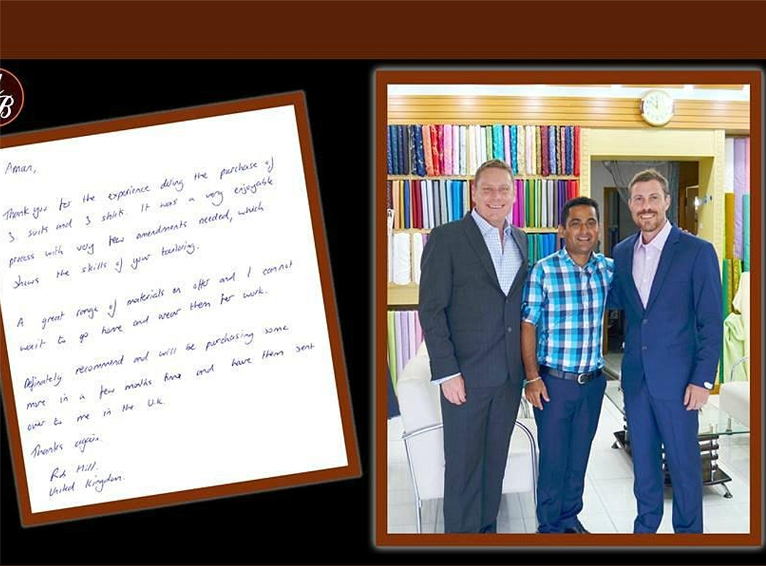 B
Aman,
Thank you for the experience during the purchase of
3 suits and 3 shirts. It was a very enjoyable
process with very few amendments needed, which
shows the skills of your tailoring.
A great range of materials on offer and I cannot
wait to go home and wear them for work.
Definately recommend and will be purchasing some
more in a few months time and have them sent
over to me in the U.K.
Thanks again.
Rob Hill.
United Kingdom.